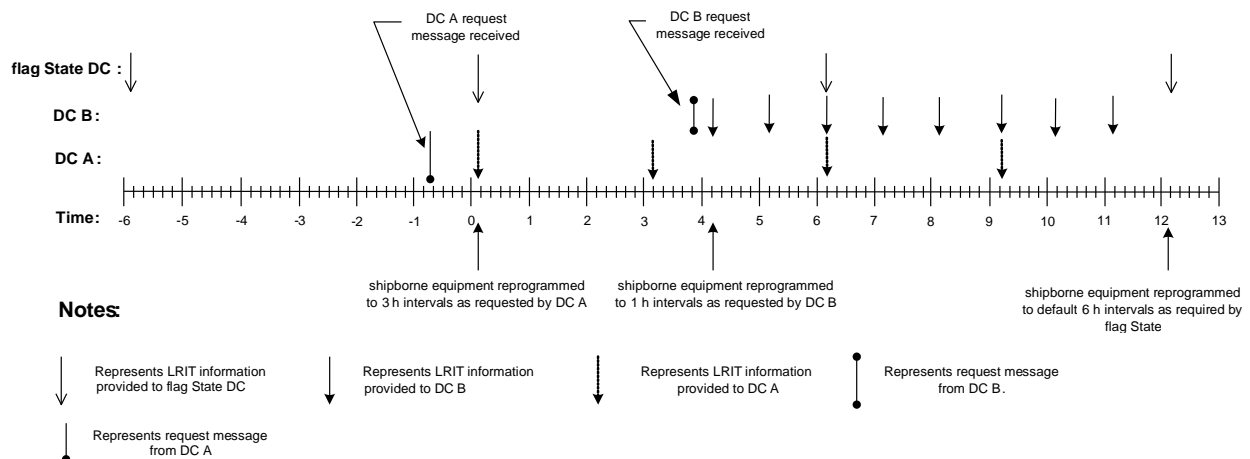 DC A request
message received
DC B request
message received
flag State DC :
DC B:
DC A:
Time:
-6 -5 -4 -3 -2 -1 0 1 2 3 4 5 6 7 8 9 10 11 12 13
shipborne equipment reprogrammed
to 3 h intervals as requested by DC A
shipborne equipment reprogrammed
to 1 h intervals as requested by DC B
shipborne equipment reprogrammed
to default 6 h intervals as required by
flag State
Notes:
Represents LRIT information
provided to flag State DC
Represents LRIT information
provided to DC B
Represents LRIT information
provided to DC A
Represents request message
from DC B.
Represents request message
from DC A